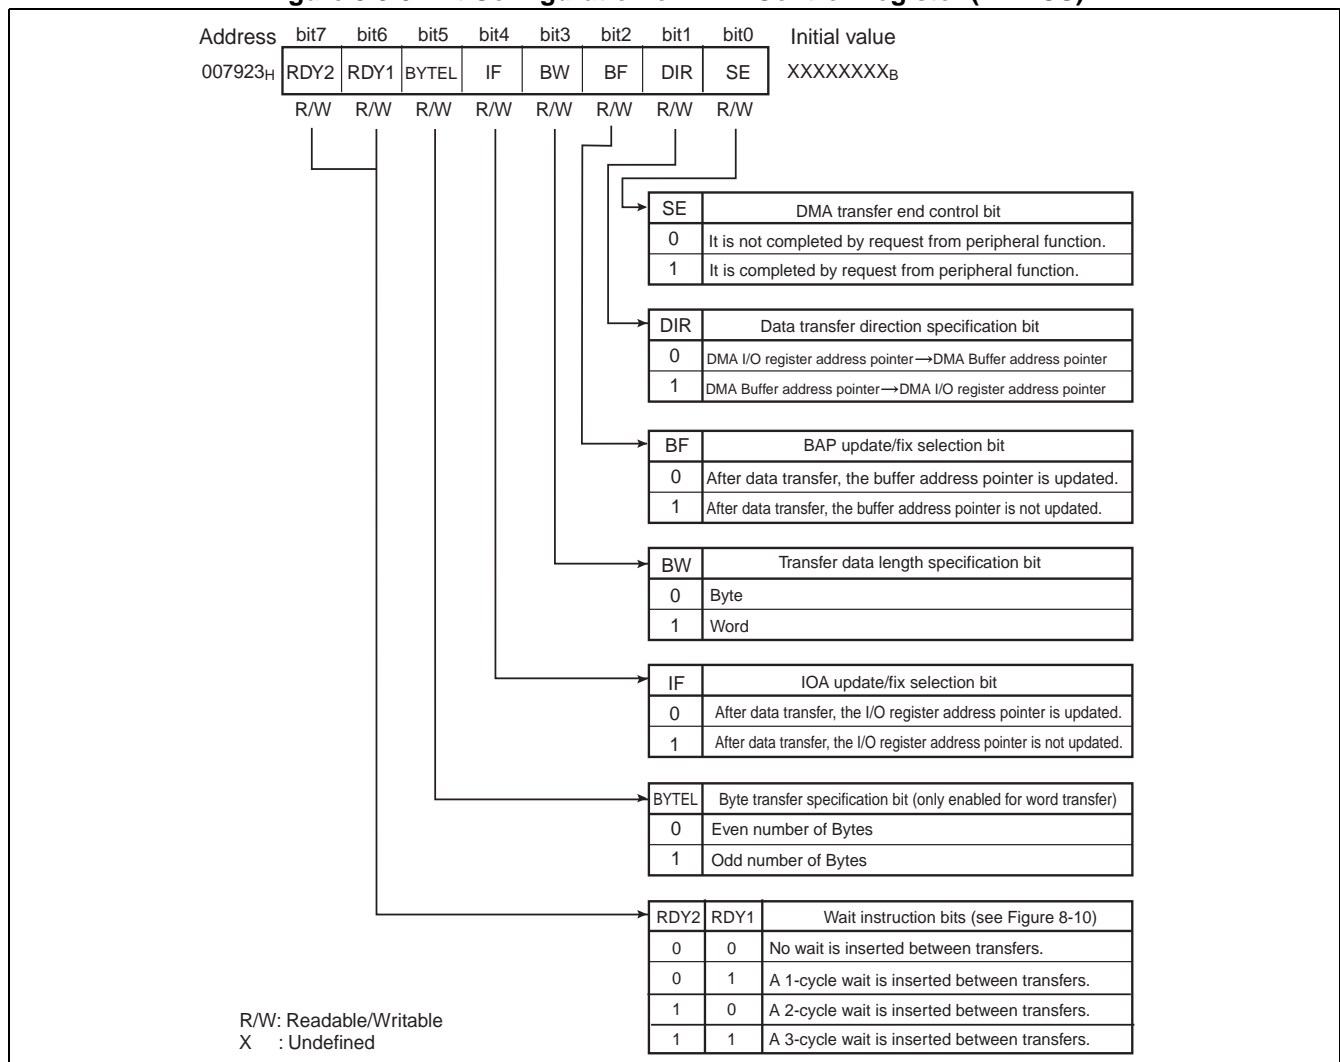 Address bit7 bit6 bit5 bit4 bit3 bit2 bit1 bit0 Initial value
007923H RDY2 RDY1 BYTEL IF BW BF DIR SE XXXXXXXXB
R/W R/W R/W R/W R/W R/W R/W R/W
SE DMA transfer end control bit
0 It is not completed by request from peripheral function.
1 It is completed by request from peripheral function.
DIR Data transfer direction specification bit
0 DMA I/O register address pointer→DMA Buffer address pointer
1 DMA Buffer address pointer→DMA I/O register address pointer
BF BAP update/fix selection bit
0 After data transfer, the buffer address pointer is updated.
1 After data transfer, the buffer address pointer is not updated.
BW Transfer data length specification bit
0 Byte
1 Word
IF IOA update/fix selection bit
0 After data transfer, the I/O register address pointer is updated.
1 After data transfer, the I/O register address pointer is not updated.
BYTEL Byte transfer specification bit (only enabled for word transfer)
0 Even number of Bytes
1 Odd number of Bytes
RDY2 RDY1 Wait instruction bits (see Figure 8-10)
0 0 No wait is inserted between transfers.
0 1 A 1-cycle wait is inserted between transfers.
1 0 A 2-cycle wait is inserted between transfers.
1 1 A 3-cycle wait is inserted between transfers.
R/W: Readable/Writable
X : Undefined